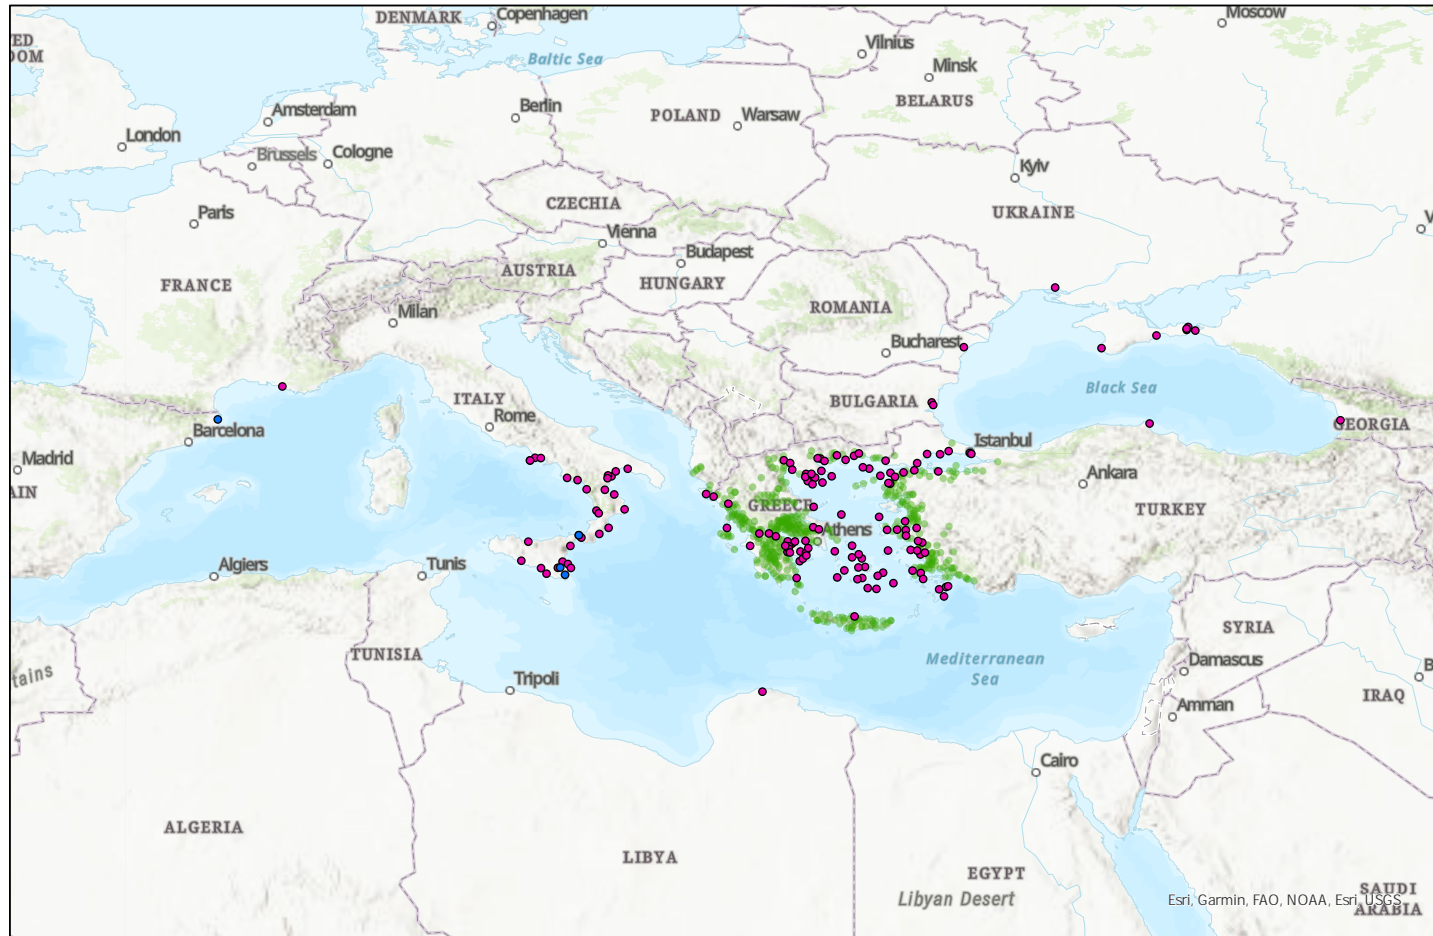 DENMARK
Copenhagen
Moscow
ED
DOM
Baltic Sea
Vilnius
Minsk
BELARUS
Amsterdam
Berlin
POLAND
Warsaw
London
Brussels
Cologne
Kyiv
Paris
CZECHIA
UKRAINE
V
Vienna
Budapest
FRANCE
AUSTRIA
HUNGARY
Milan
ROMANIA
Bucharest
ITALY
Rome
BULGARIA
Black Sea
Barcelona
GEORGIA
Istanbul
Madrid
Ankara
AIN
GREECE
TURKEY
Athens
Algiers
Tunis
SYRIA
TUNISIA
Mediterranean
Sea
Damascus
B
tains
Tripoli
IRAQ
Amman
Cairo
ALGERIA
LIBYA
EGYPT
Libyan Desert
SAUDI
ARABIA
Esri, Garmin, FAO, NOAA, Esri, USGS